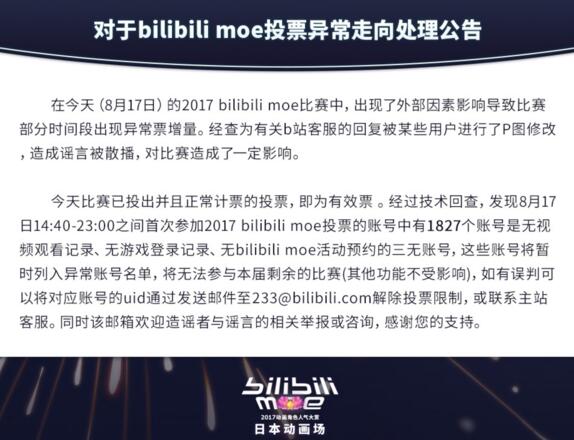 对于bilibili moe投票异常走向处理公告
在今天（8月17日）的2017 bilibili moe比赛中，出现了外部因素影响导致比赛
部分时间段出现异常票增量。经查为有关b站客服的回复被某些用户进行了P图修改
，造成谣言被散播，对比赛造成了一定影响。
今天比赛已投出并且正常计票的投票，即为有效票 。经过技术回查，发现8月17
日14:40-23:00之间首次参加2017 bilibili moe投票的账号中有1827个账号是无视
频观看记录、无游戏登录记录、无bilibili moe活动预约的三无账号，这些账号将暂
时列入异常账号名单，将无法参与本届剩余的比赛(其他功能不受影响)，如有误判可
以将对应账号的uid通过发送邮件至233@bilibili.com解除投票限制，或联系主站
客服。同时该邮箱欢迎造谣者与谣言的相关举报或咨询，感谢您的支持。
bilibili
moe
2017动画角色人气大赏
日本动画场